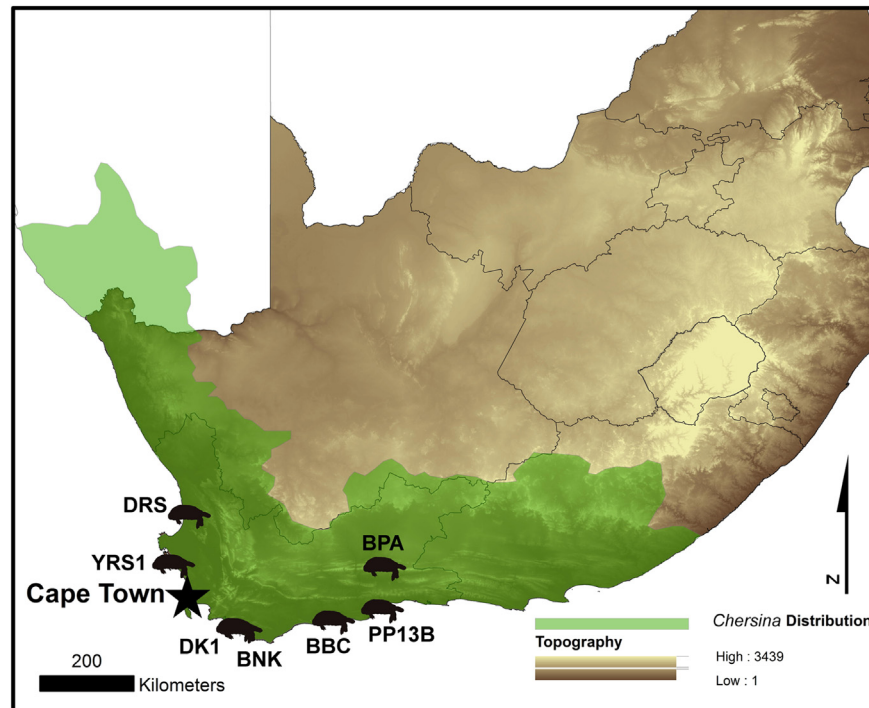 DRS
BPA
YRS1
Cape Town
PP13B
DK1
BBC
BNK
N
200
Kilometers
Chersina Distribution
Topography
High : 3439
Low : 1